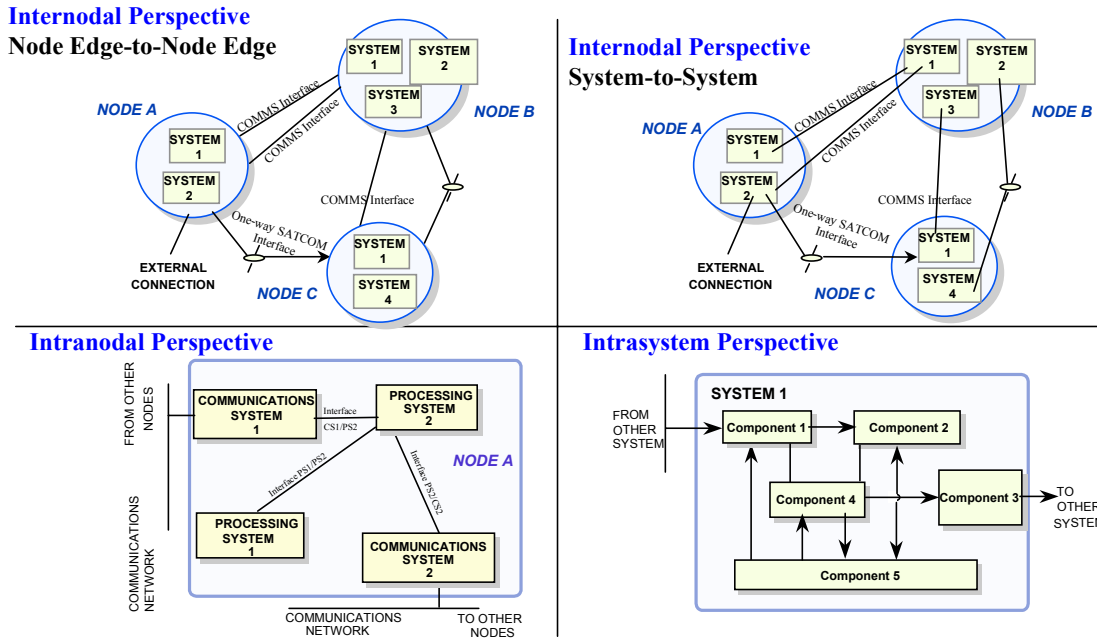 Internodal Perspective
Node Edge-to-Node Edge
NODE A
SYSTEM
1
SYSTEM
2
COMMS Interface
COMMS Interface
SYSTEM
1
SYSTEM
2
SYSTEM
3
NODE B
COMMS Interface
One-way SATCOM
Interface
EXTERNAL
CONNECTION
NODE C
SYSTEM
1
SYSTEM
4
Internodal Perspective
System-to-System
NODE A
SYSTEM
1
SYSTEM
2
COMMS Interface
COMMS Interface
SYSTEM
1
SYSTEM
2
SYSTEM
3
NODE B
COMMS Interface
One-way SATCOM
Interface
EXTERNAL
CONNECTION
NODE C
SYSTEM
1
SYSTEM
4
Intranodal Perspective
FROM OTHER
NODES
COMMUNICATIONS
SYSTEM
1
Interface
CS1/PS2
PROCESSING
SYSTEM
2
NODE A
Interface PS1/PS2
Interface PS2/CS2
PROCESSING
SYSTEM
1
COMMUNICATIONS
SYSTEM
2
COMMUNICATIONS
NETWORK
COMMUNICATIONS
NETWORK
TO OTHER
NODES
Intrasystem Perspective
SYSTEM 1
FROM
OTHER
SYSTEM
Component 1
Component 2
Component 4
Component 3
TO
OTHER
SYSTEM
Component 5